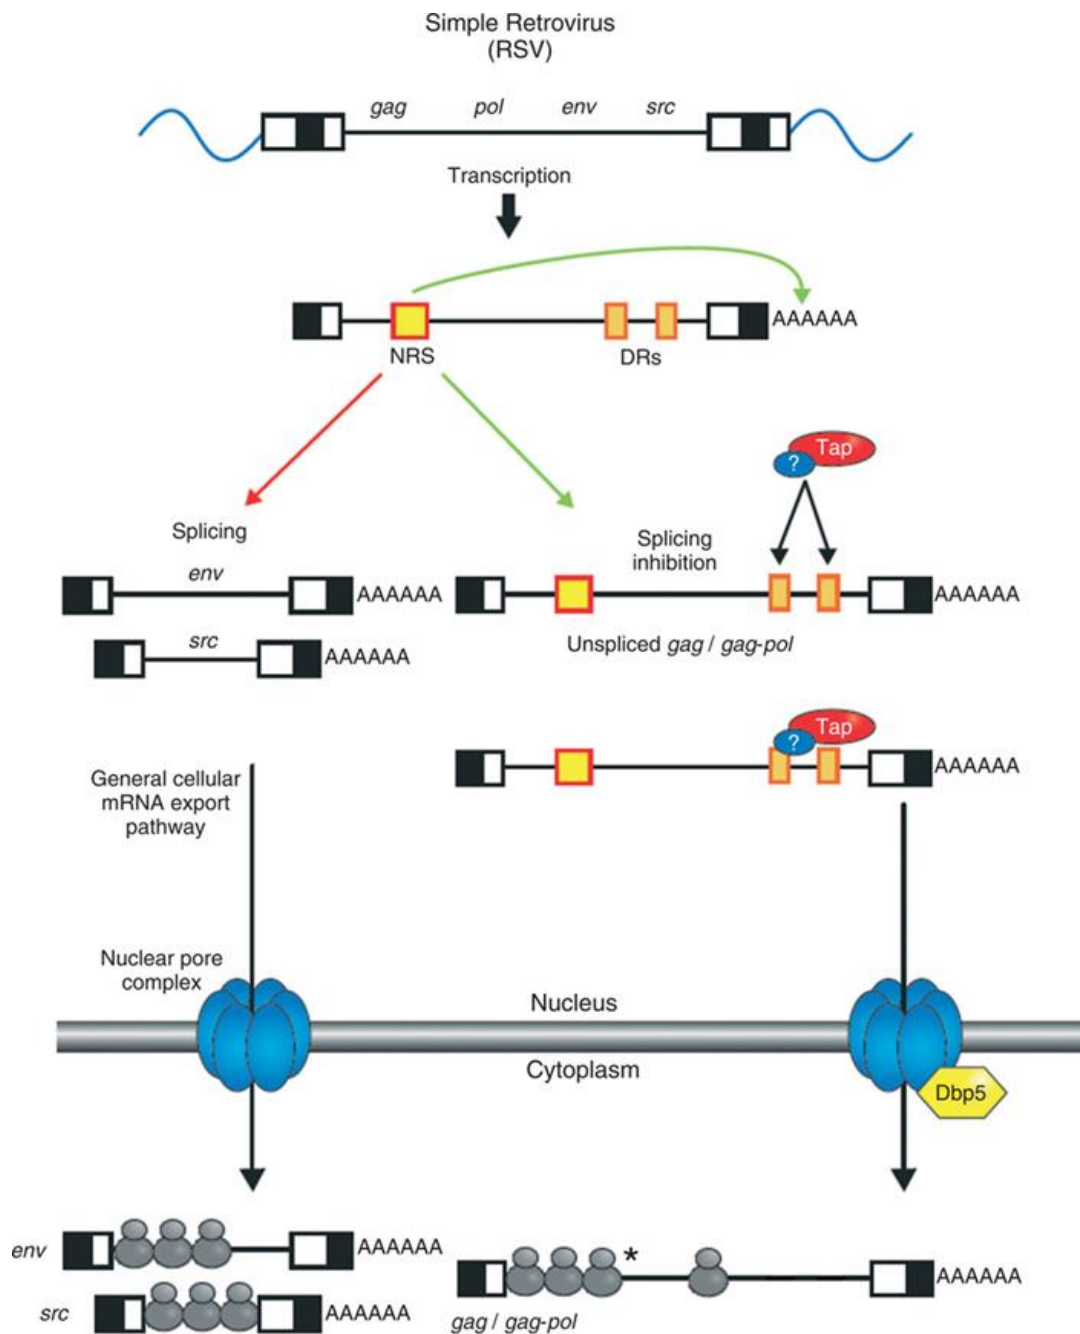 Simple Retrovirus
(RSV)
gag pol env src
Transcription
AAAAAA
NRS DRs
Tap
?
Splicing
Splicing
inhibition
env
AAAAAA AAAAAA
src
Unspliced gag / gag-pol
AAAAAA
Tap
?
AAAAAA
General cellular
mRNA export
pathway
Nuclear pore
complex
Nucleus
Cytoplasm
Dbp5
env AAAAAA
* AAAAAA
src AAAAAA
gag / gag-pol